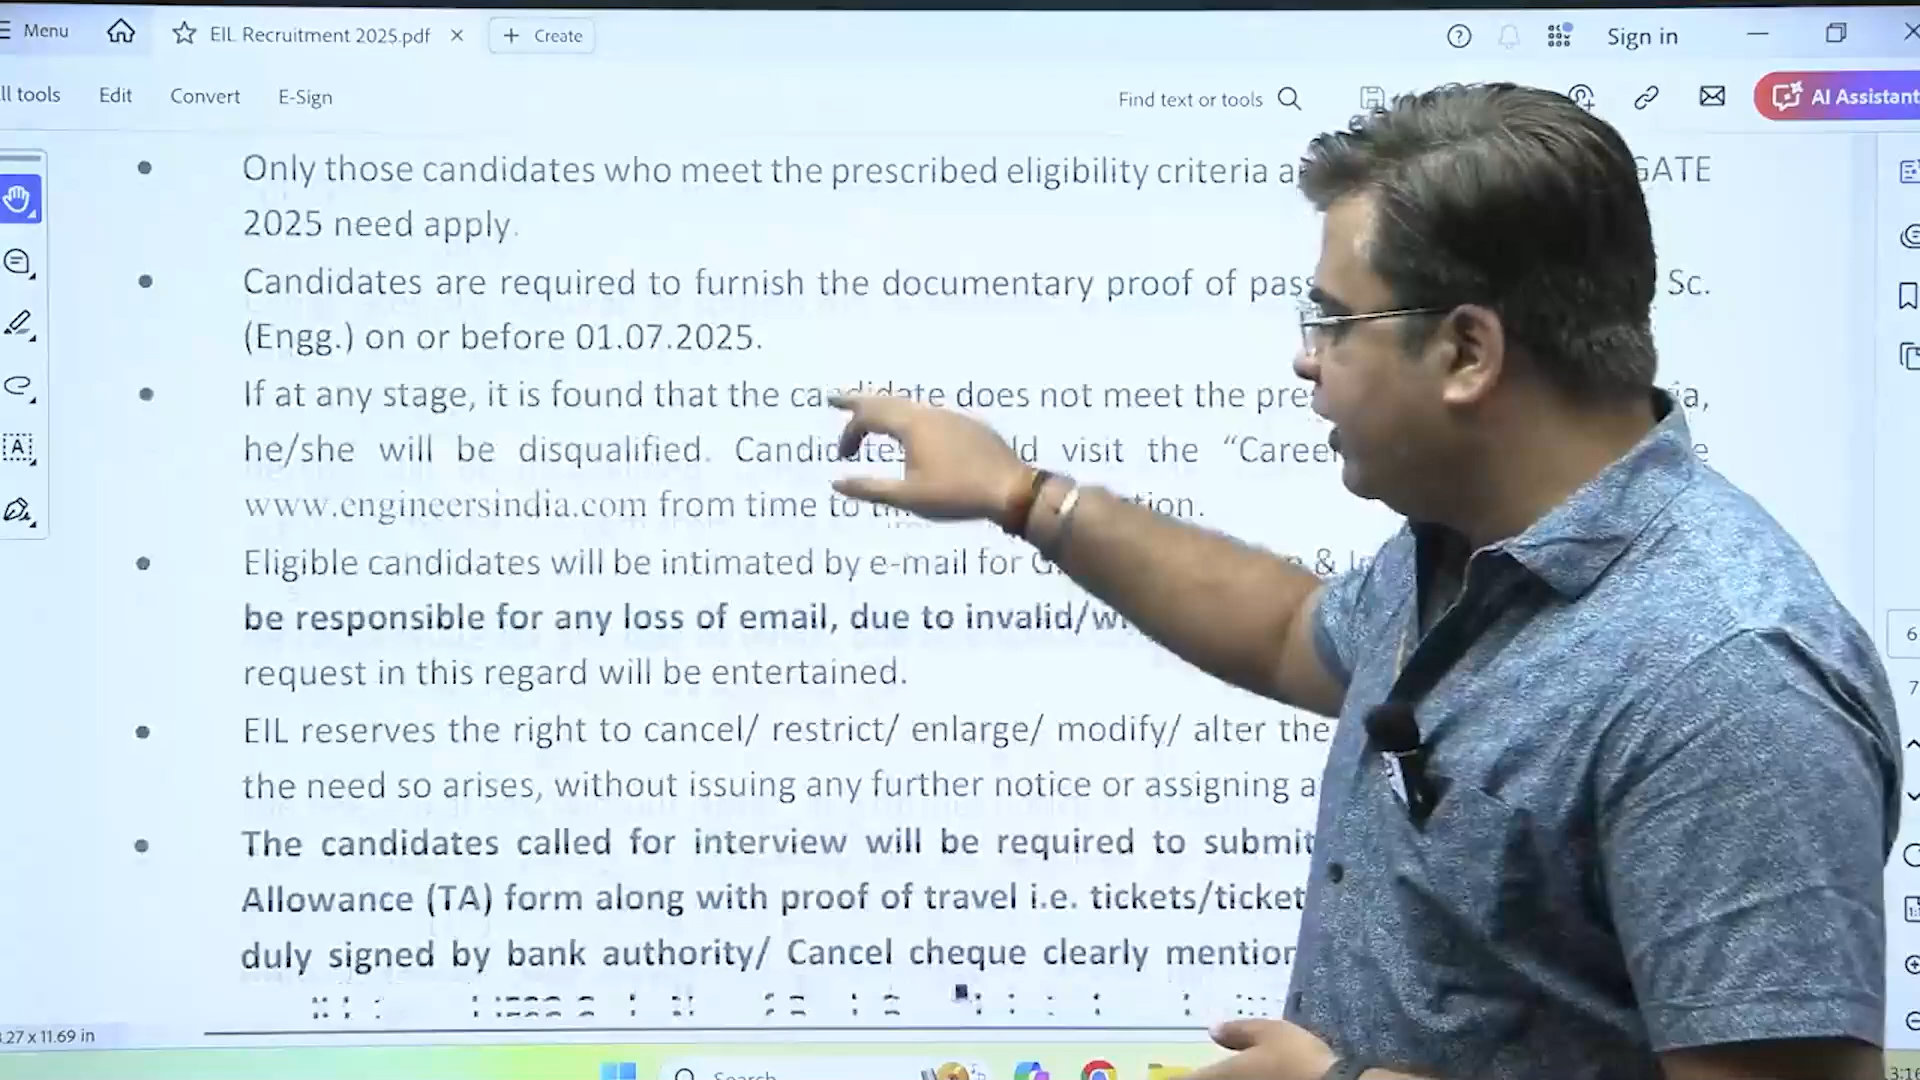 Menu
EIL Recruitment 2025.pdf
+ Create
Sign in
ll tools
Edit
Convert
E-Sign
Find text or tools
AI Assistant
Only those candidates who meet the prescribed eligibility criteria GATE
2025 need apply.
Candidates are required to furnish the documentary proof of Sc.
(Engg.) on or before 01.07.2025.
If at any stage, it is found that the candidate does not meet the
he/she will be disqualified. Candidates visit the
www.engineersindia.com from time to
Eligible candidates will be intimated by e-mail for &
be responsible for any loss of email, due to invalid/
request in this regard will be entertained.
EIL reserves the right to cancel/ restrict/ enlarge/ modify/ alter the
the need so arises, without issuing any further notice or assigning
The candidates called for interview will be required to submit
Allowance (TA) form along with proof of travel i.e. tickets/ticket
duly signed by bank authority/ Cancel cheque clearly mention
6
7
.27 x 11.69 in
Search
3:16